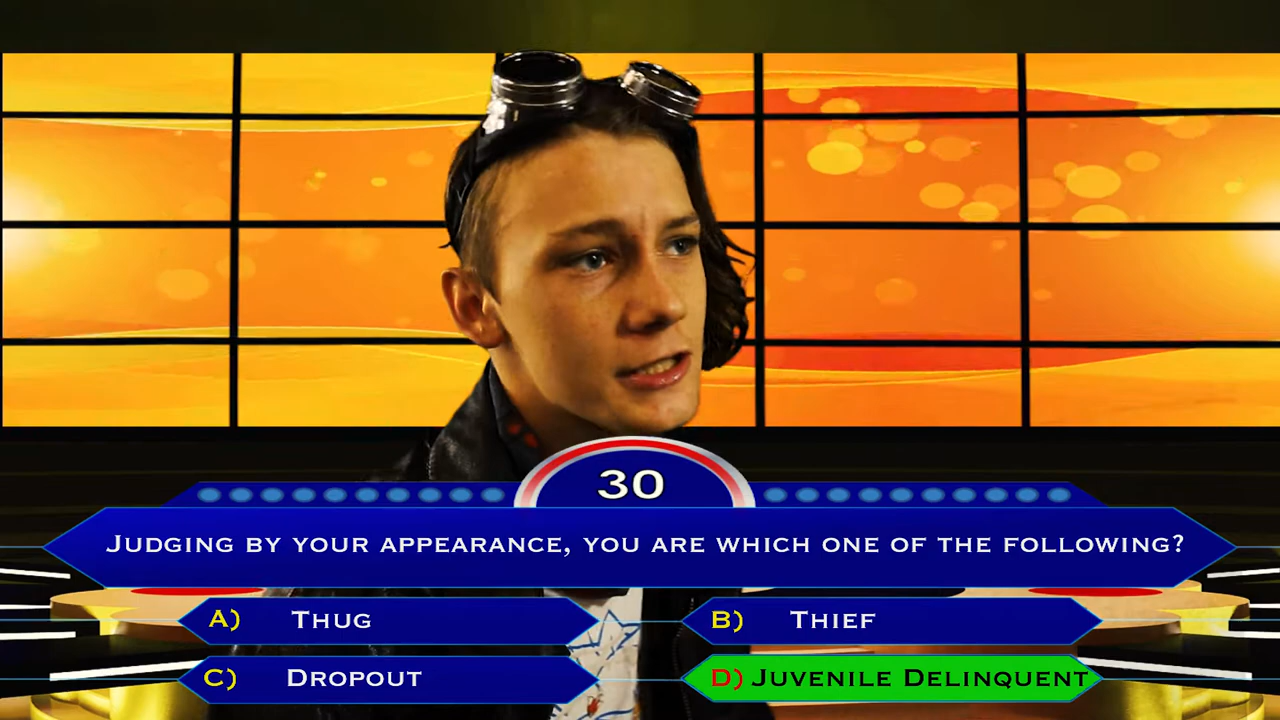 30
Judging by your appearance, you are which one of the following?
A) Thug
B) Thief
C) Dropout
D) Juvenile Delinquent